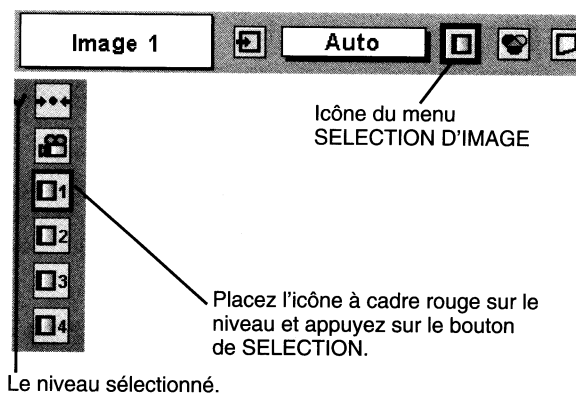 Image 1
Auto
Icône du menu
SELECTION D'IMAGE
1
2
3
4
Placez l'icône à cadre rouge sur le
niveau et appuyez sur le bouton
de SELECTION.
Le niveau sélectionné.